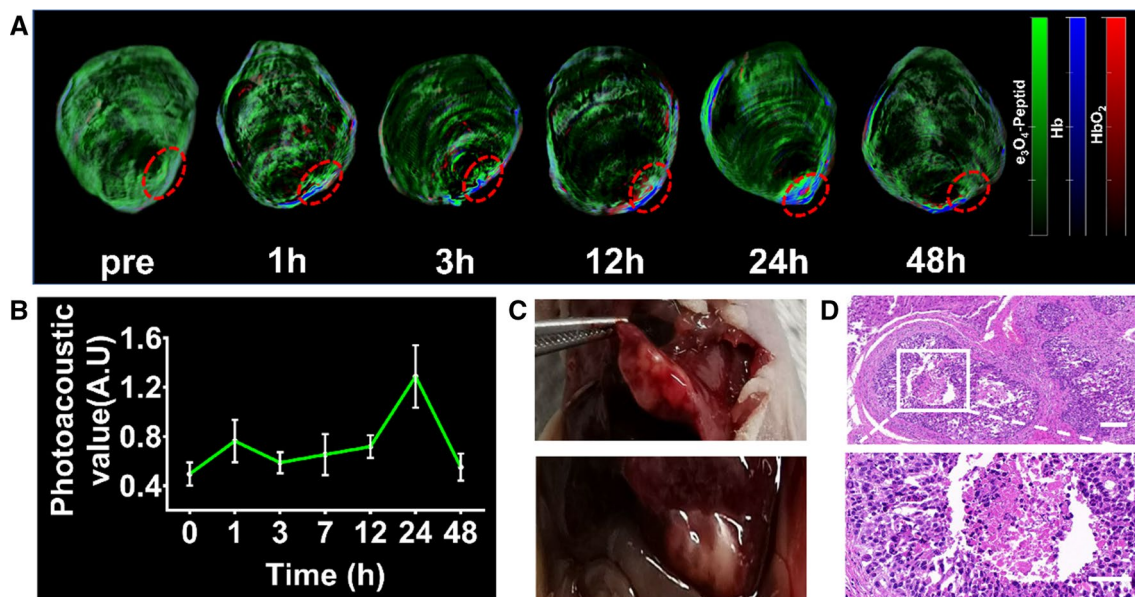 A
pre
1h
3h
12h
24h
48h
e3O4-Peptid
Hb
HbO2
B
Photoacoustic
value(A.U)
1.6
1.2
0.8
0.4
0 1 3 7 12 24 48
Time (h)
C
D